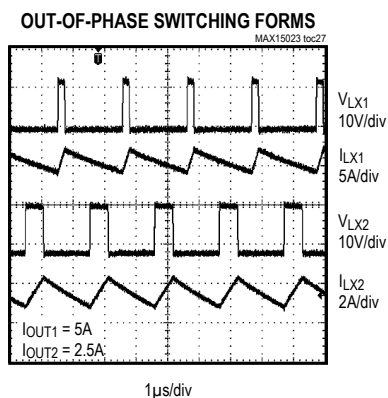 OUT-OF-PHASE SWITCHING FORMS
MAX15023 toc27
T
VLX1
10V/div
ILX1
5A/div
VLX2
10V/div
ILX2
2A/div
IOUT1 = 5A
IOUT2 = 2.5A
1µs/div